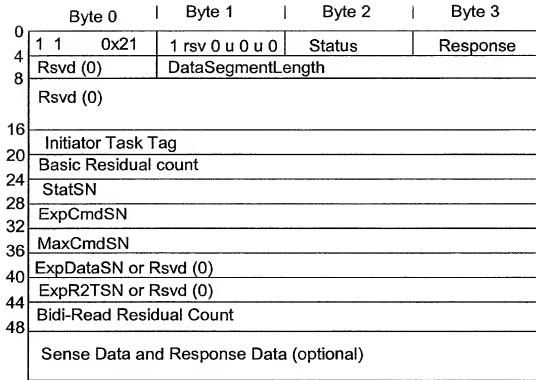 Byte 0 | Byte 1 | Byte 2 | Byte 3
0
1 1 0x21 1 rsv 0 u 0 u 0 Status Response
4
Rsvd (0) DataSegmentLength
8
Rsvd (0)
16
Initiator Task Tag
20
Basic Residual count
24
StatSN
28
ExpCmdSN
32
MaxCmdSN
36
ExpDataSN or Rsvd (0)
40
ExpR2TSN or Rsvd (0)
44
Bidi-Read Residual Count
48
Sense Data and Response Data (optional)